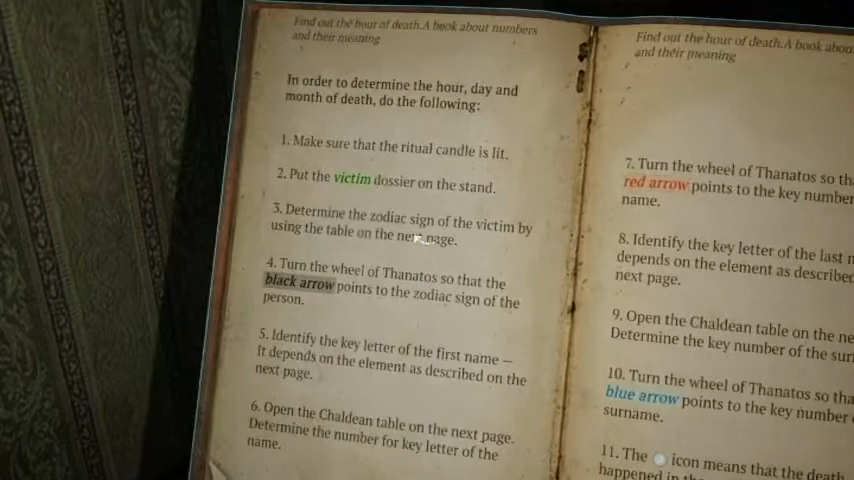 Find out the hour of death.A book about numbers
and their meaning
In order to determine the hour, day and
month of death, do the following:
1. Make sure that the ritual candle is lit.
2. Put the victim dossier on the stand.
3. Determine the zodiac sign of the victim by
using the table on the next page.
4. Turn the wheel of Thanatos so that the
black arrow points to the zodiac sign of the
person.
5. Identify the key letter of the first name —
It depends on the element as described on the
next page.
6. Open the Chaldean table on the next page.
Determine the number for key letter of the
name.
Find out the hour of death.A book about
and their meaning
7. Turn the wheel of Thanatos so
red arrow points to the key number
name.
8. Identify the key letter of the last
depends on the element as described
next page.
9. Open the Chaldean table on the
Determine the key number of the
10. Turn the wheel of Thanatos so
blue arrow points to the key number
surname.
11. The icon means that the death
happened in